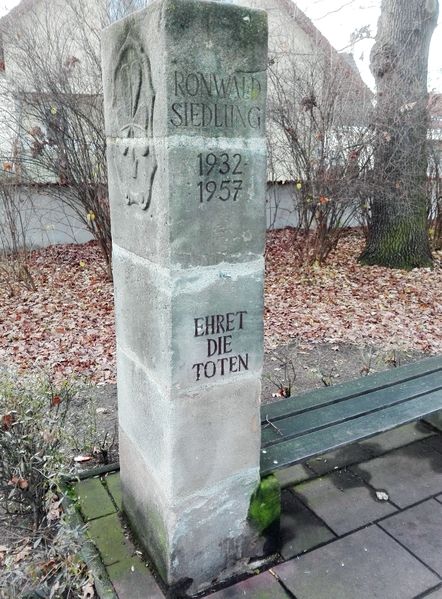 RONWALD
SIEDLUNG
1932
1957
EHRET
DIE
TOTEN